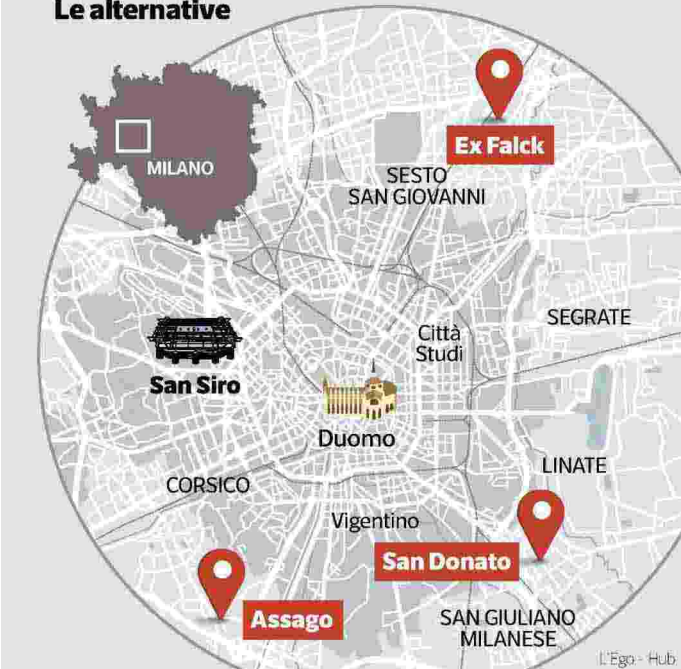 Le alternative
Ex Falck
MILANO
SESTO
SAN GIOVANNI
SEGRATE
Città
Studi
San Siro
Duomo
LINATE
CORSICO
Vigentino
San Donato
Assago
SAN GIULIANO
MILANESE
L'Ego - Hub